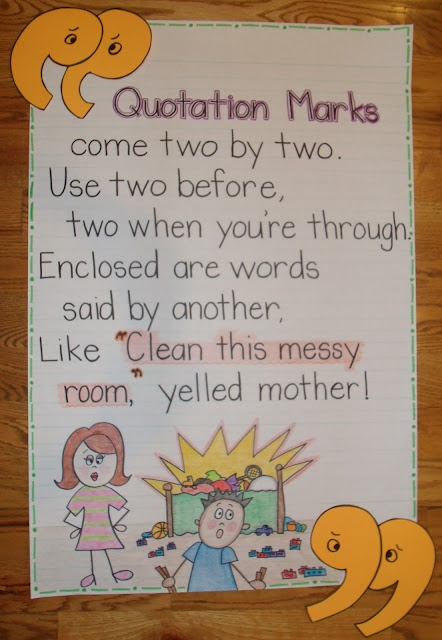 Quotation Marks
come two by two.
Use two before,
two when you're through.
Enclosed are words
said by another,
Like "Clean this messy
room," yelled mother!